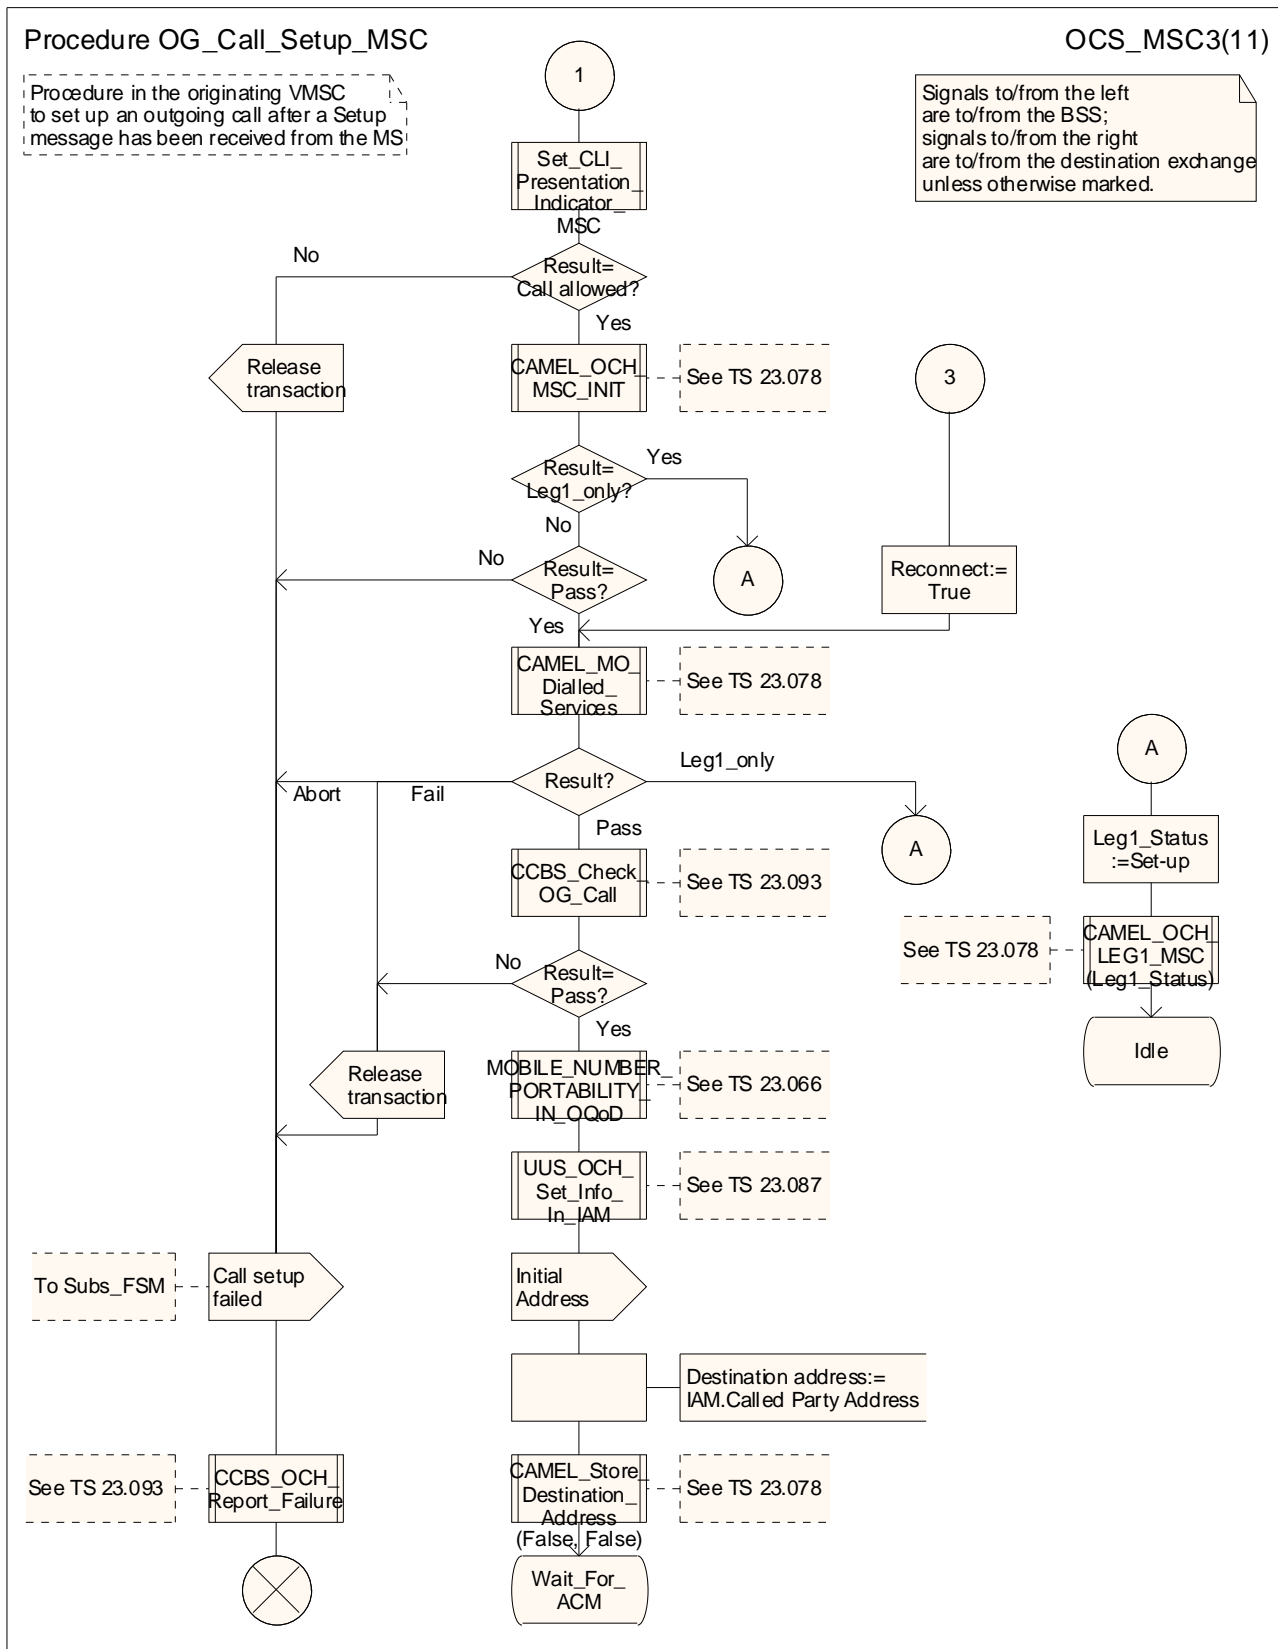 Procedure OG_Call_Setup_MSC
OCS_MSC3(11)
Procedure in the originating VMSC
to set up an outgoing call after a Setup
message has been received from the MS
1
Signals to/from the left
are to/from the BSS;
signals to/from the right
are to/from the destination exchange
unless otherwise marked.
Set_CLI_
Presentation_
Indicator_
MSC
No
Result=
Call allowed?
Yes
Release
transaction
CAMEL_OCH_
MSC_INIT
See TS 23.078
3
Result=
Leg1_only?
Yes
No
No
Result=
Pass?
A
Reconnect:=
True
Yes
CAMEL_MO_
Dialled_
Services
See TS 23.078
Leg1_only
A
Result?
Abort
Fail
Pass
A
Leg1_Status
:=Set-up
CCBS_Check_
OG_Call
See TS 23.093
See TS 23.078
CAMEL_OCH_
LEG1_MSC
(Leg1_Status)
No
Result=
Pass?
Yes
Idle
Release
transaction
MOBILE_NUMBER_
PORTABILITY_
IN_OQoD
See TS 23.066
UUS_OCH_
Set_Info_
In_IAM
See TS 23.087
To Subs_FSM
Call setup
failed
Initial
Address
Destination address:=
IAM.Called Party Address
See TS 23.093
CCBS_OCH_
Report_Failure
CAMEL_Store_
Destination_
Address
(False, False)
See TS 23.078
Wait_For_
ACM